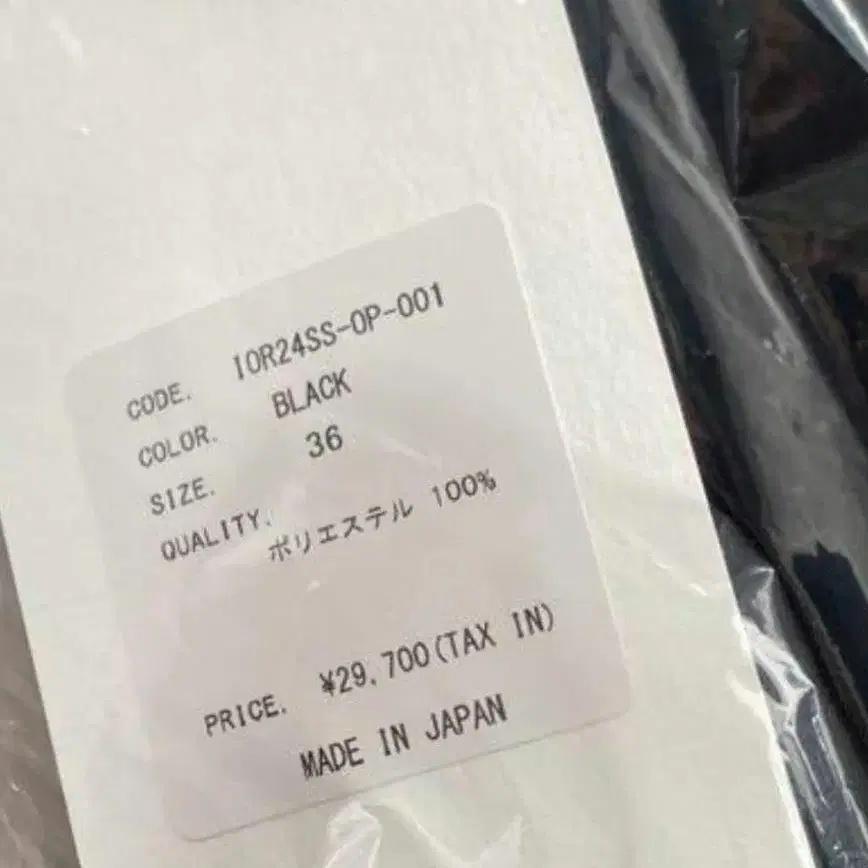 CODE. IOR24SS-OP-001
COLOR. BLACK
SIZE. 36
QUALITY. ポリエステル 100%
PRICE. ¥29,700(TAX IN)
MADE IN JAPAN